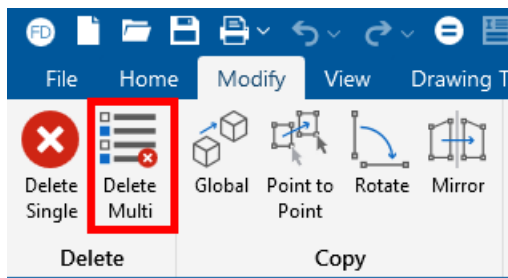 FD
File Home Modify View Drawing T
Delete Single
Delete Multi
Global
Point to Point
Rotate
Mirror
Delete
Copy